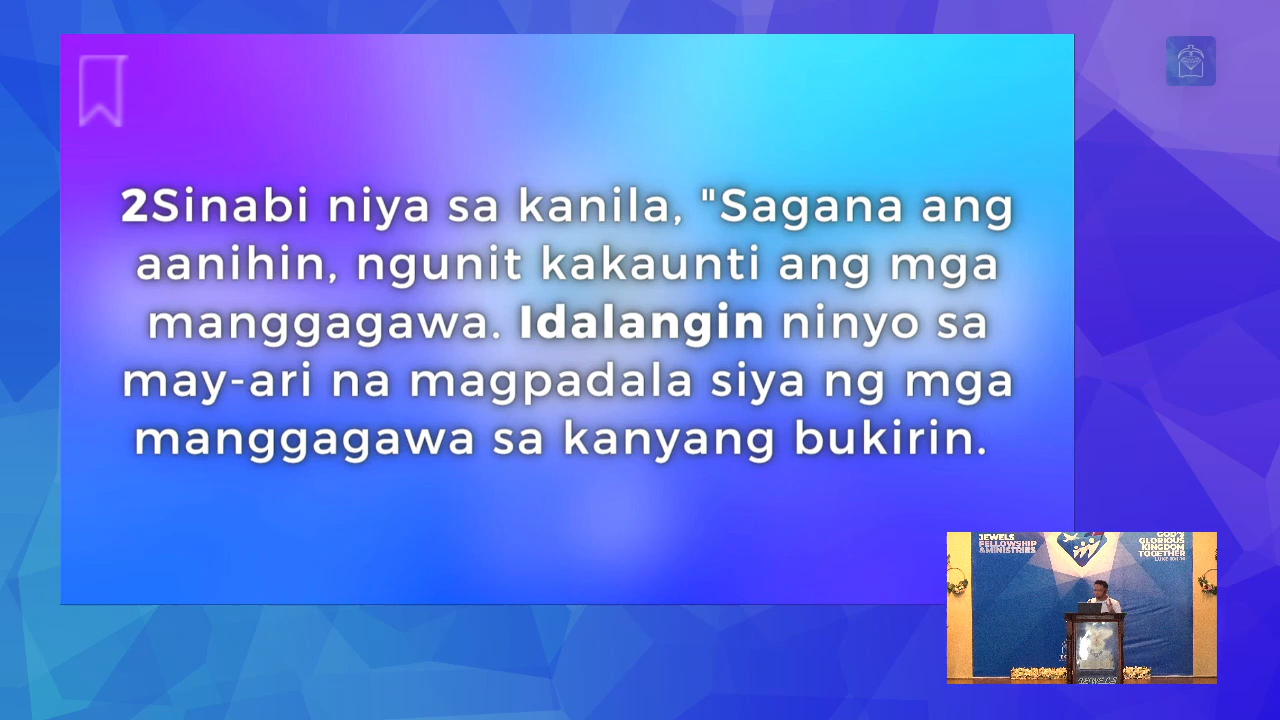 2Sinabi niya sa kanila, "Sagana ang
aanihin, ngunit kakaunti ang mga
manggagawa. Idalangin ninyo sa
may-ari na magpadala siya ng mga
manggagawa sa kanyang bukirin.
JEWELS
FELLOWSHIP
&MINISTRIES
GOD'S
GLORIOUS
KINGDOM
TOGETHER
JEWELS